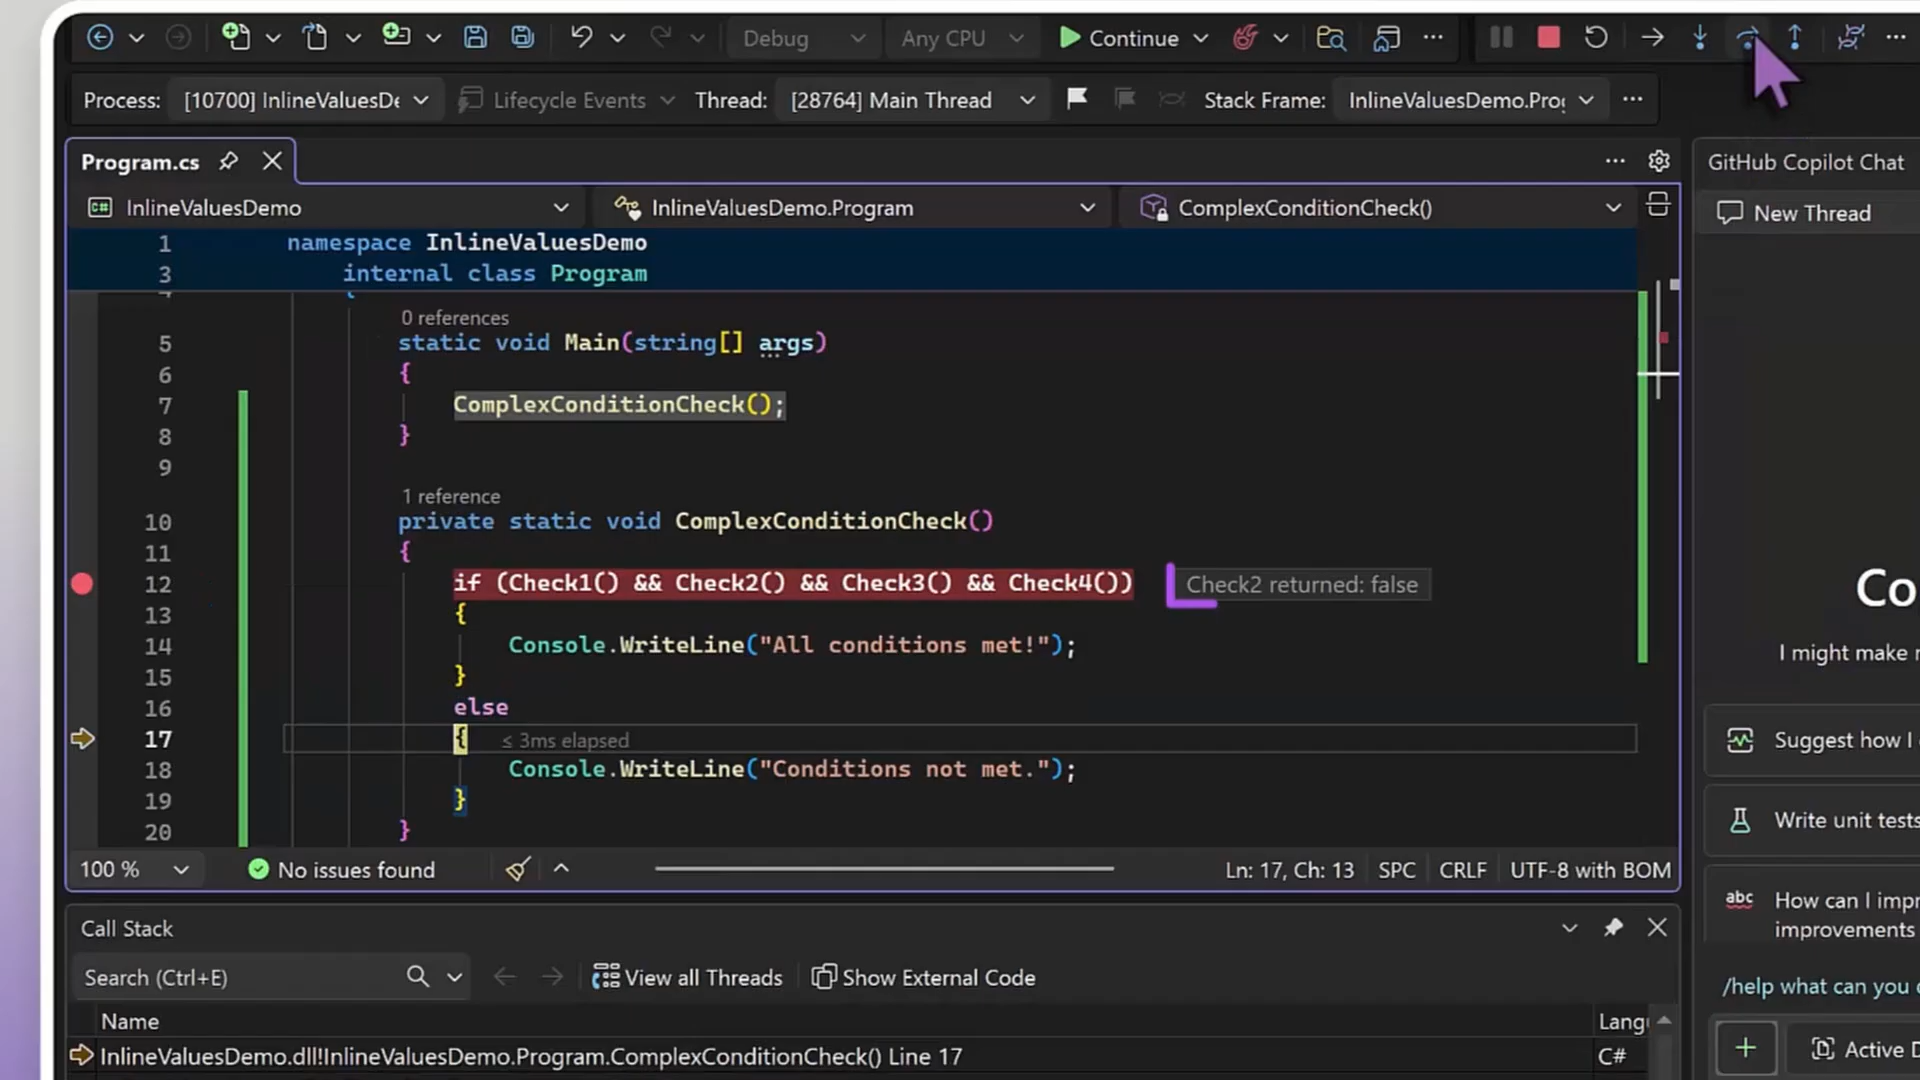 Debug Any CPU Continue
Process: [10700] InlineValuesDe Lifecycle Events Thread: [28764] Main Thread Stack Frame: InlineValuesDemo.Prog
Program.cs
GitHub Copilot Chat
C# InlineValuesDemo InlineValuesDemo.Program ComplexConditionCheck()
New Thread
1 namespace InlineValuesDemo
3 internal class Program
4 {
0 references
5 static void Main(string[] args)
6 {
7 ComplexConditionCheck();
8 }
9
1 reference
10 private static void ComplexConditionCheck()
11 {
12 if (Check1() && Check2() && Check3() && Check4()) Check2 returned: false
13 {
14 Console.WriteLine("All conditions met!");
15 }
16 else
17 { ≤ 3ms elapsed
18 Console.WriteLine("Conditions not met.");
19 }
20 }
Co
I might make
Suggest how I
Write unit tests
abc How can I impr
improvements
/help what can you
Active D
100 % No issues found Ln: 17, Ch: 13 SPC CRLF UTF-8 with BOM
Call Stack
Search (Ctrl+E) View all Threads Show External Code
Name Lang
InlineValuesDemo.dll!InlineValuesDemo.Program.ComplexConditionCheck() Line 17 C#